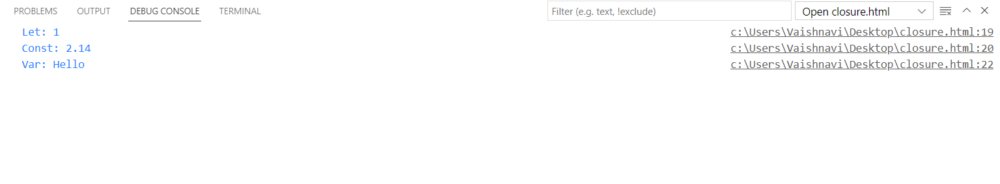 PROBLEMS OUTPUT DEBUG CONSOLE TERMINAL Filter (e.g. text, !exclude) Open closure.html
Let: 1 c:\Users\Vaishnavi\Desktop\closure.html:19
Const: 2.14 c:\Users\Vaishnavi\Desktop\closure.html:20
Var: Hello c:\Users\Vaishnavi\Desktop\closure.html:22